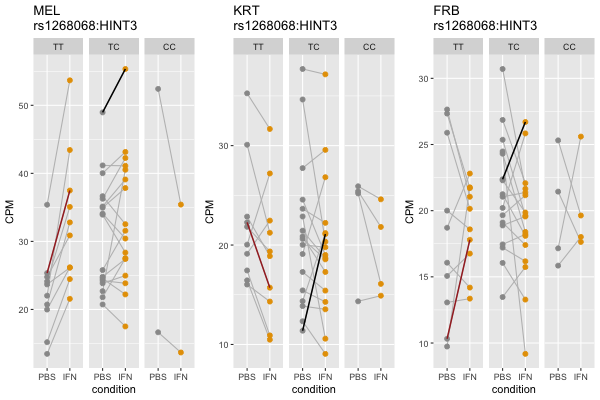 MEL
rs1268068:HINT3
TT TC CC
CPM
50
40
30
20
PBS IFN PBS IFN PBS IFN
condition
KRT
rs1268068:HINT3
TT TC CC
CPM
30
20
10
PBS IFN PBS IFN PBS IFN
condition
FRB
rs1268068:HINT3
TT TC CC
CPM
30
25
20
15
10
PBS IFN PBS IFN PBS IFN
condition